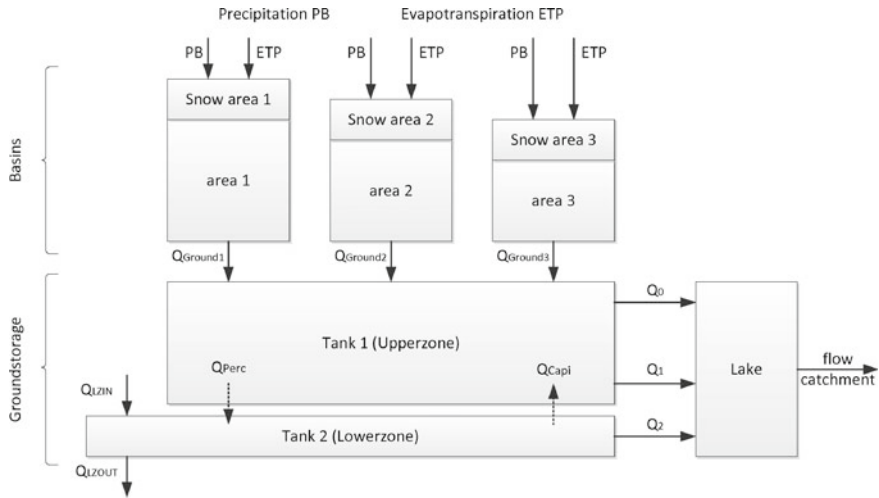 Precipitation PB
Evapotranspiration ETP
PB
ETP
PB
ETP
PB
ETP
Snow area 1
Snow area 2
Snow area 3
area 1
area 2
area 3
Basins
QGround1
QGround2
QGround3
Groundstorage
Tank 1 (Upperzone)
QPerc
QCapi
Q0
Q1
Q2
Lake
flow
catchment
QLZIN
Tank 2 (Lowerzone)
QLZOUT